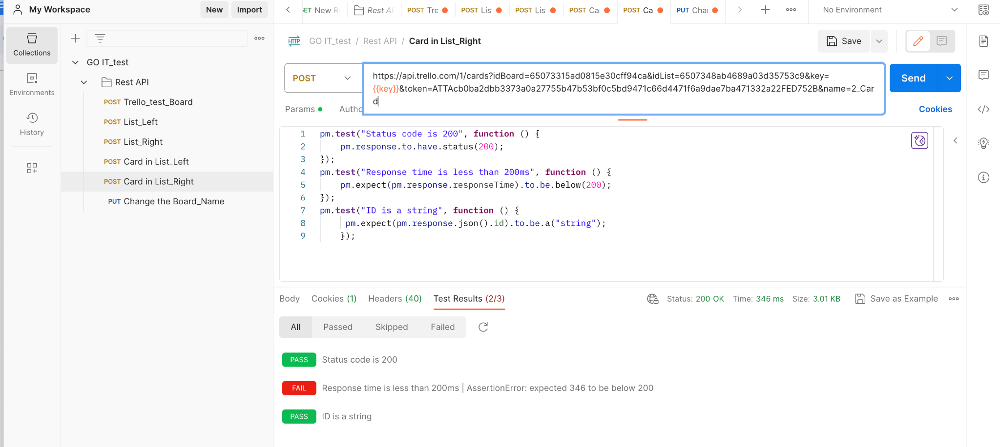 My Workspace
New
Import
GET New Re
Rest AP
POST Tre
POST Lis
POST Lis
POST Ca
POST Ca
PUT Chan
No Environment
Collections
Environments
History
GO IT_test
Rest API
POST Trello_test_Board
POST List_Left
POST List_Right
POST Card in List_Left
POST Card in List_Right
PUT Change the Board_Name
HTTP GO IT_test / Rest API / Card in List_Right
Save
POST
https://api.trello.com/1/cards?idBoard=65073315ad0815e30cff94ca&idList=6507348ab4689a03d35753c9&key=
{{key}}&token=ATTAcb0ba2dbb3373a0a27755b47b53bf0c5bd9471c66d4471f6a9dae7ba471332a22FED752B&name=2_Car
d
Send
Params
Autho
Cookies
1 pm.test("Status code is 200", function () {
2 pm.response.to.have.status(200);
3 });
4 pm.test("Response time is less than 200ms", function () {
5 pm.expect(pm.response.responseTime).to.be.below(200);
6 });
7 pm.test("ID is a string", function () {
8 pm.expect(pm.response.json().id).to.be.a("string");
9 });
Body Cookies (1) Headers (40) Test Results (2/3)
Status: 200 OK Time: 346 ms Size: 3.01 KB Save as Example
All Passed Skipped Failed
PASS Status code is 200
FAIL Response time is less than 200ms | AssertionError: expected 346 to be below 200
PASS ID is a string